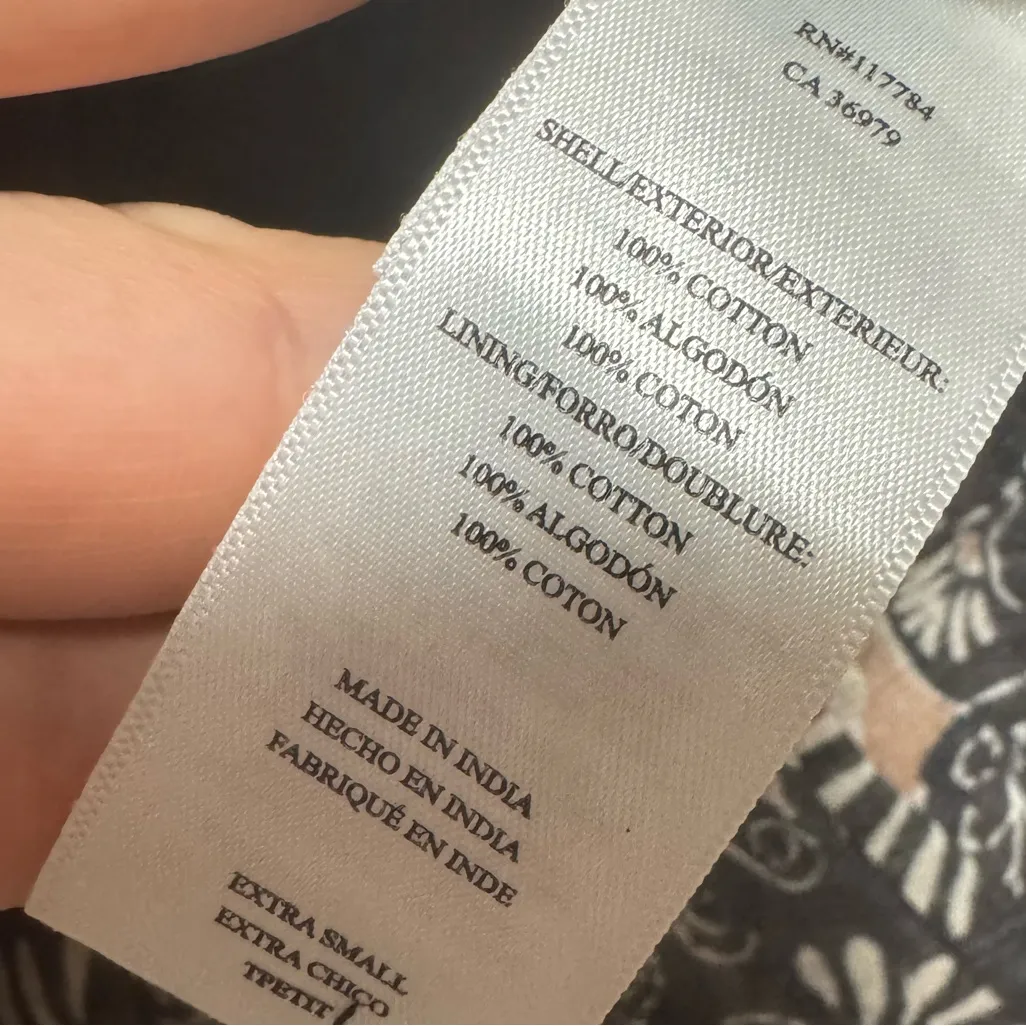 RN#117784
CA 36979
SHELL/EXTERIOR/EXTERIEUR:
100% COTTON
100% ALGODÓN
100% COTON
LINING/FORRO/DOUBLURE:
100% COTTON
100% ALGODÓN
100% COTON
MADE IN INDIA
HECHO EN INDIA
FABRIQUÉ EN INDE
EXTRA SMALL
EXTRA CHICO
TPETIT